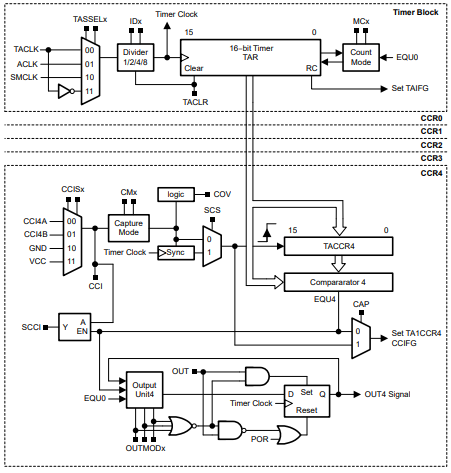 Timer Block
TASSELx
IDx
Timer Clock
15
0
MCx
TACLK
ACLK
SMCLK
00
01
10
11
Divider
1/2/4/8
16-bit Timer
TAR
Clear
RC
Count
Mode
EQU0
TACLR
Set TAIFG
CCR0
CCR1
CCR2
CCR3
CCR4
CCISx
CMx
logic
COV
SCS
CCI4A
CCI4B
GND
VCC
00
01
10
11
Capture
Mode
Timer Clock
Sync
0
1
15
0
TACCR4
CCI
Compararator 4
EQU4
CAP
SCCI
Y
A
EN
0
1
Set TA1CCR4
CCIFG
OUT
EQU0
Output
Unit4
D
Set
Q
Timer Clock
Reset
OUT4 Signal
POR
OUTMODx